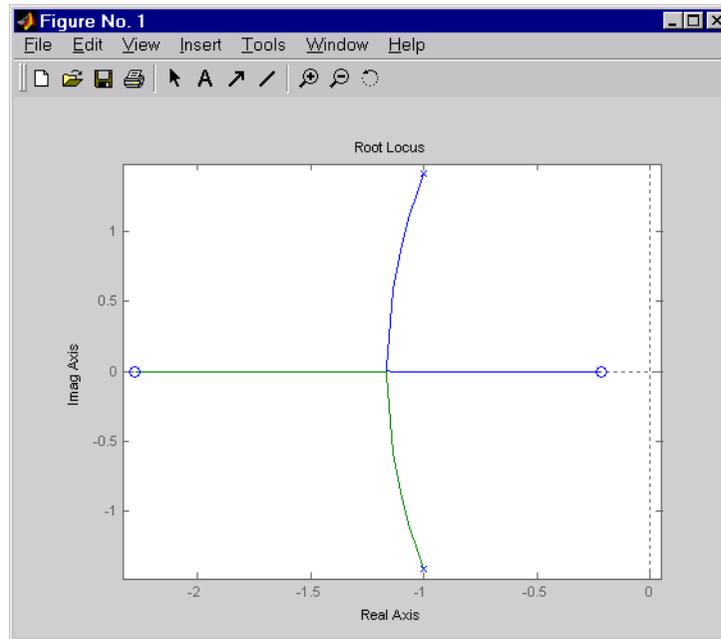 Figure No. 1
File Edit View Insert Tools Window Help
A
Root Locus
1
0.5
0
-0.5
-1
Imag Axis
-2 -1.5 -1 -0.5 0
Real Axis